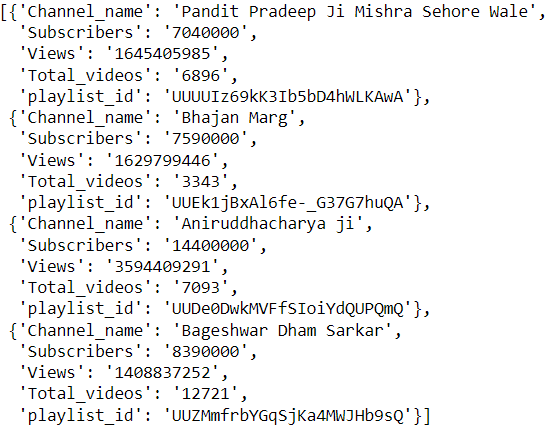 [{'Channel_name': 'Pandit Pradeep Ji Mishra Sehore Wale',
'Subscribers': '7040000',
'Views': '1645405985',
'Total_videos': '6896',
'playlist_id': 'UUUUIz69kK3Ib5bD4hWLKAwA'},
{'Channel_name': 'Bhajan Marg',
'Subscribers': '7590000',
'Views': '1629799446',
'Total_videos': '3343',
'playlist_id': 'UUEk1jBxAl6fe-_G37G7huQA'},
{'Channel_name': 'Aniruddhacharya ji',
'Subscribers': '14400000',
'Views': '3594409291',
'Total_videos': '7093',
'playlist_id': 'UUDe0DwkMVFfSIoiYdQUPQmQ'},
{'Channel_name': 'Bageshwar Dham Sarkar',
'Subscribers': '8390000',
'Views': '1408837252',
'Total_videos': '12721',
'playlist_id': 'UUZMmfrbYGqSjKa4MWJHb9sQ'}]